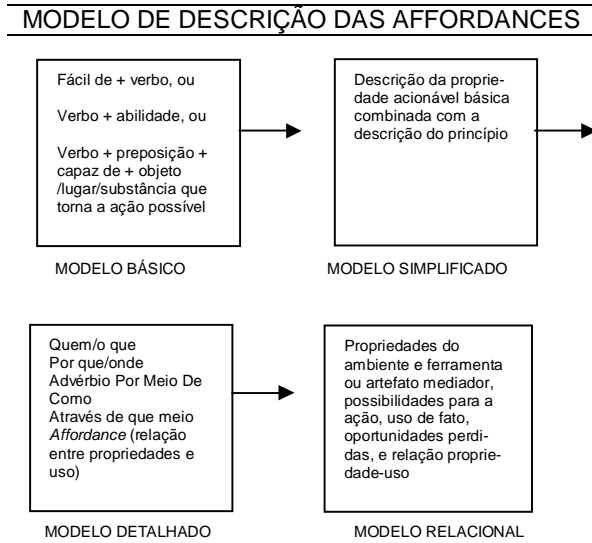 MODELO DE DESCRIÇÃO DAS AFFORDANCES
Fácil de + verbo, ou
Verbo + abilidade, ou
Verbo + preposição +
capaz de + objeto
/lugar/substância que
torna a ação possível
MODELO BÁSICO
Descrição da proprie-
dade acionável básica
combinada com a
descrição do princípio
MODELO SIMPLIFICADO
Quem/o que
Por que/onde
Advérbio Por Meio De
Como
Através de que meio
Affordance (relação
entre propriedades e
uso)
MODELO DETALHADO
Propriedades do
ambiente e ferramenta
ou artefato mediador,
possibilidades para a
ação, uso de fato,
oportunidades perdi-
das, e relação proprie-
dade-uso
MODELO RELACIONAL